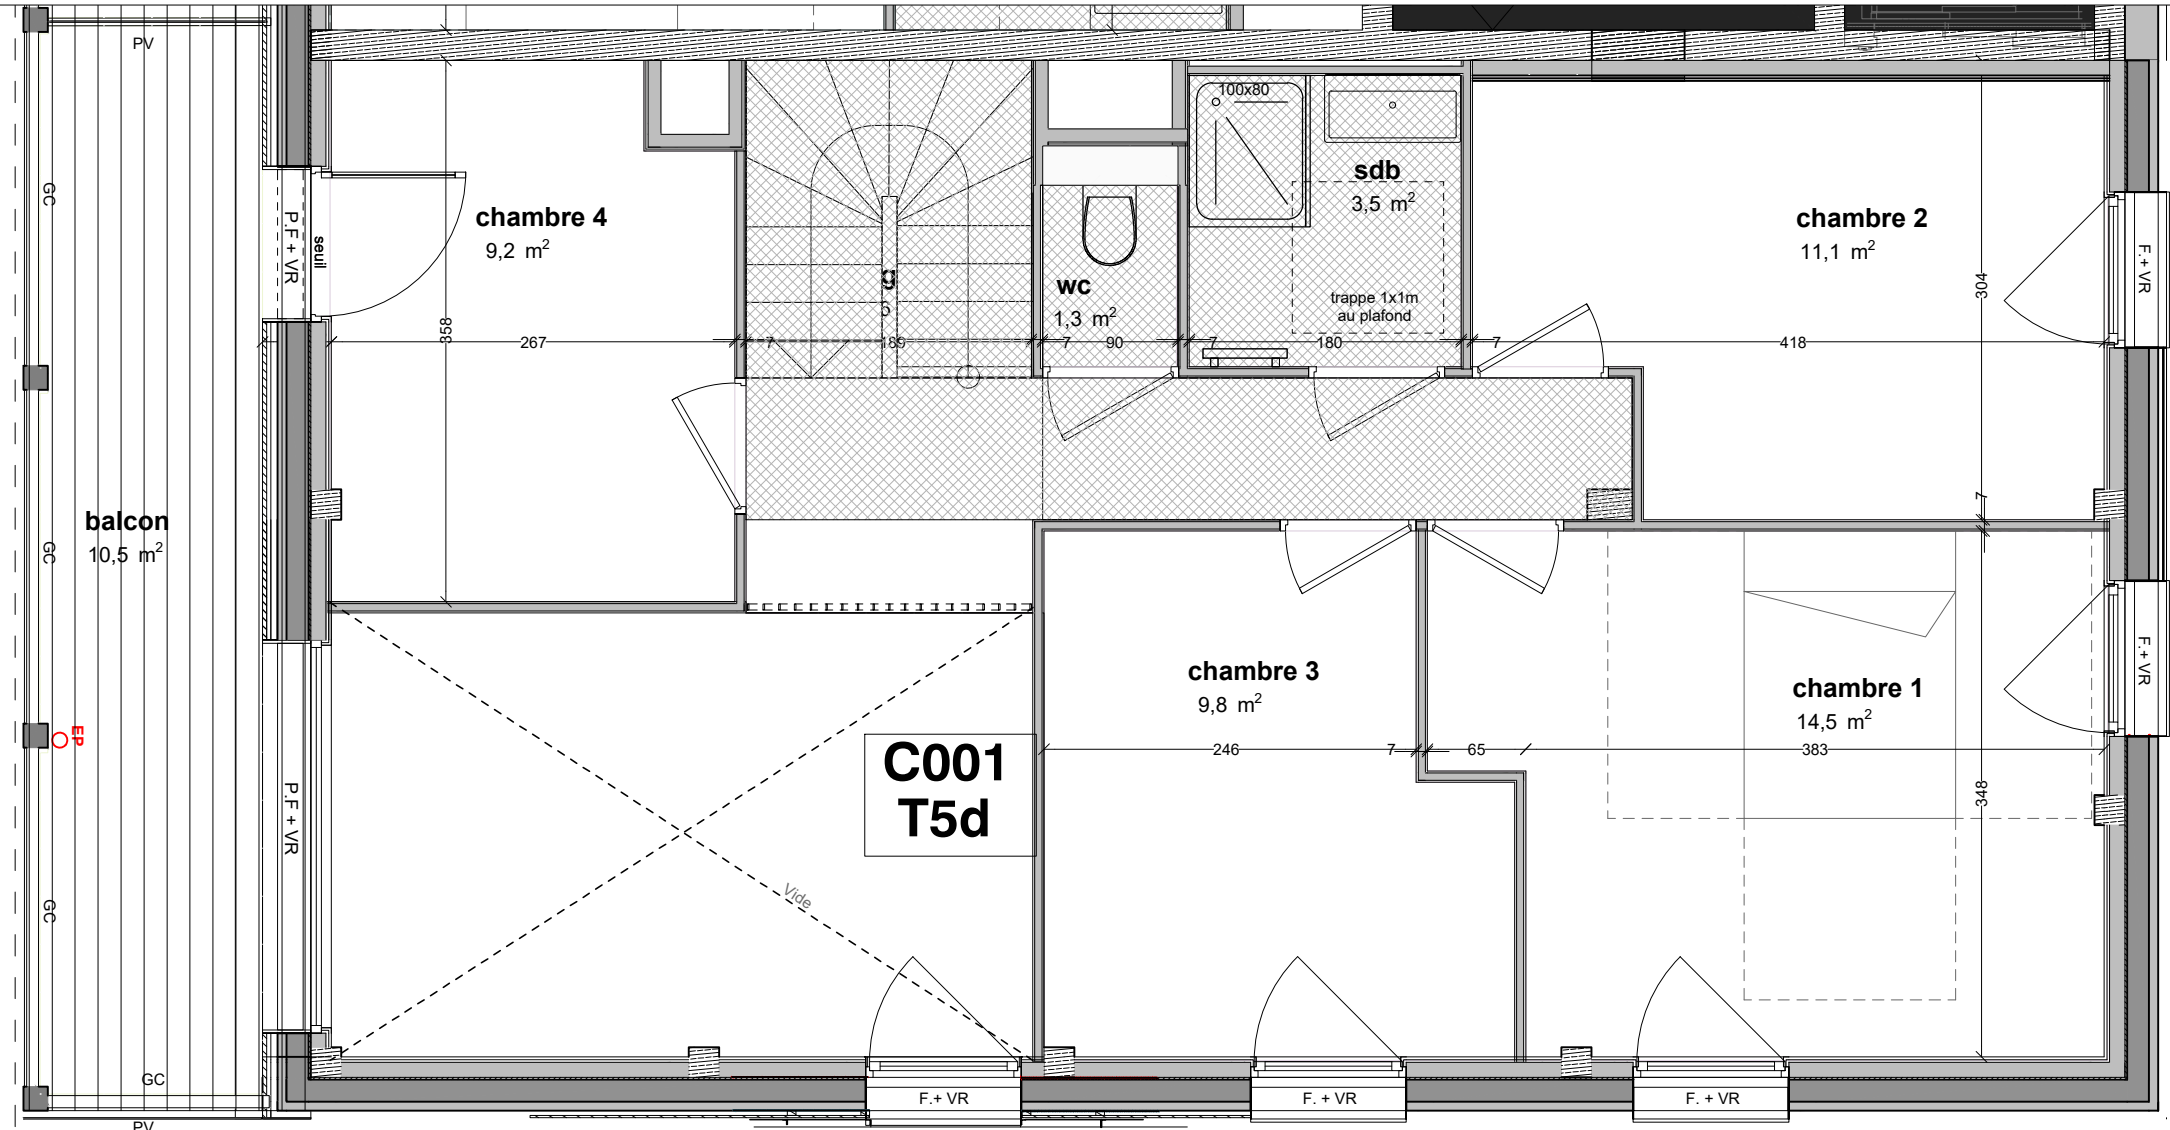 PV
100x80
sdb
3,5 m²
GC
P.F + VR
seuil
chambre 4
9,2 m²
chambre 2
11,1 m²
F.+ VR
wc
1,3 m²
trappe 1x1m
au plafond
304
358
267
7
189
7
90
7
180
7
418
7
balcon
10,5 m²
GC
chambre 3
9,8 m²
chambre 1
14,5 m²
F.+ VR
EP
246
7
65
383
C001
T5d
348
P.F + VR
Vide
GC
GC
F.+ VR
F. + VR
F. + VR
PV